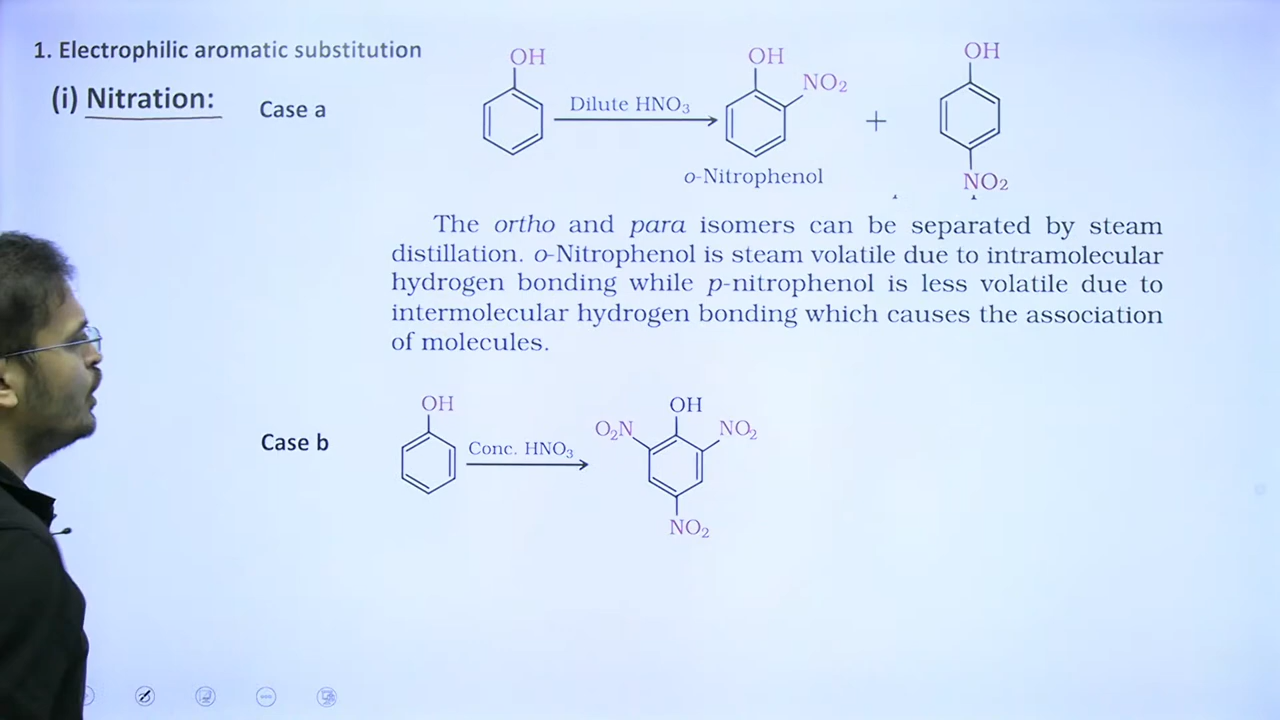 1. Electrophilic aromatic substitution
(i) Nitration:
Case a
OH
Dilute HNO3
OH
NO2
o-Nitrophenol
+
OH
NO2
The ortho and para isomers can be separated by steam
distillation. o-Nitrophenol is steam volatile due to intramolecular
hydrogen bonding while p-nitrophenol is less volatile due to
intermolecular hydrogen bonding which causes the association
of molecules.
Case b
OH
Conc. HNO3
OH
O2N
NO2
NO2